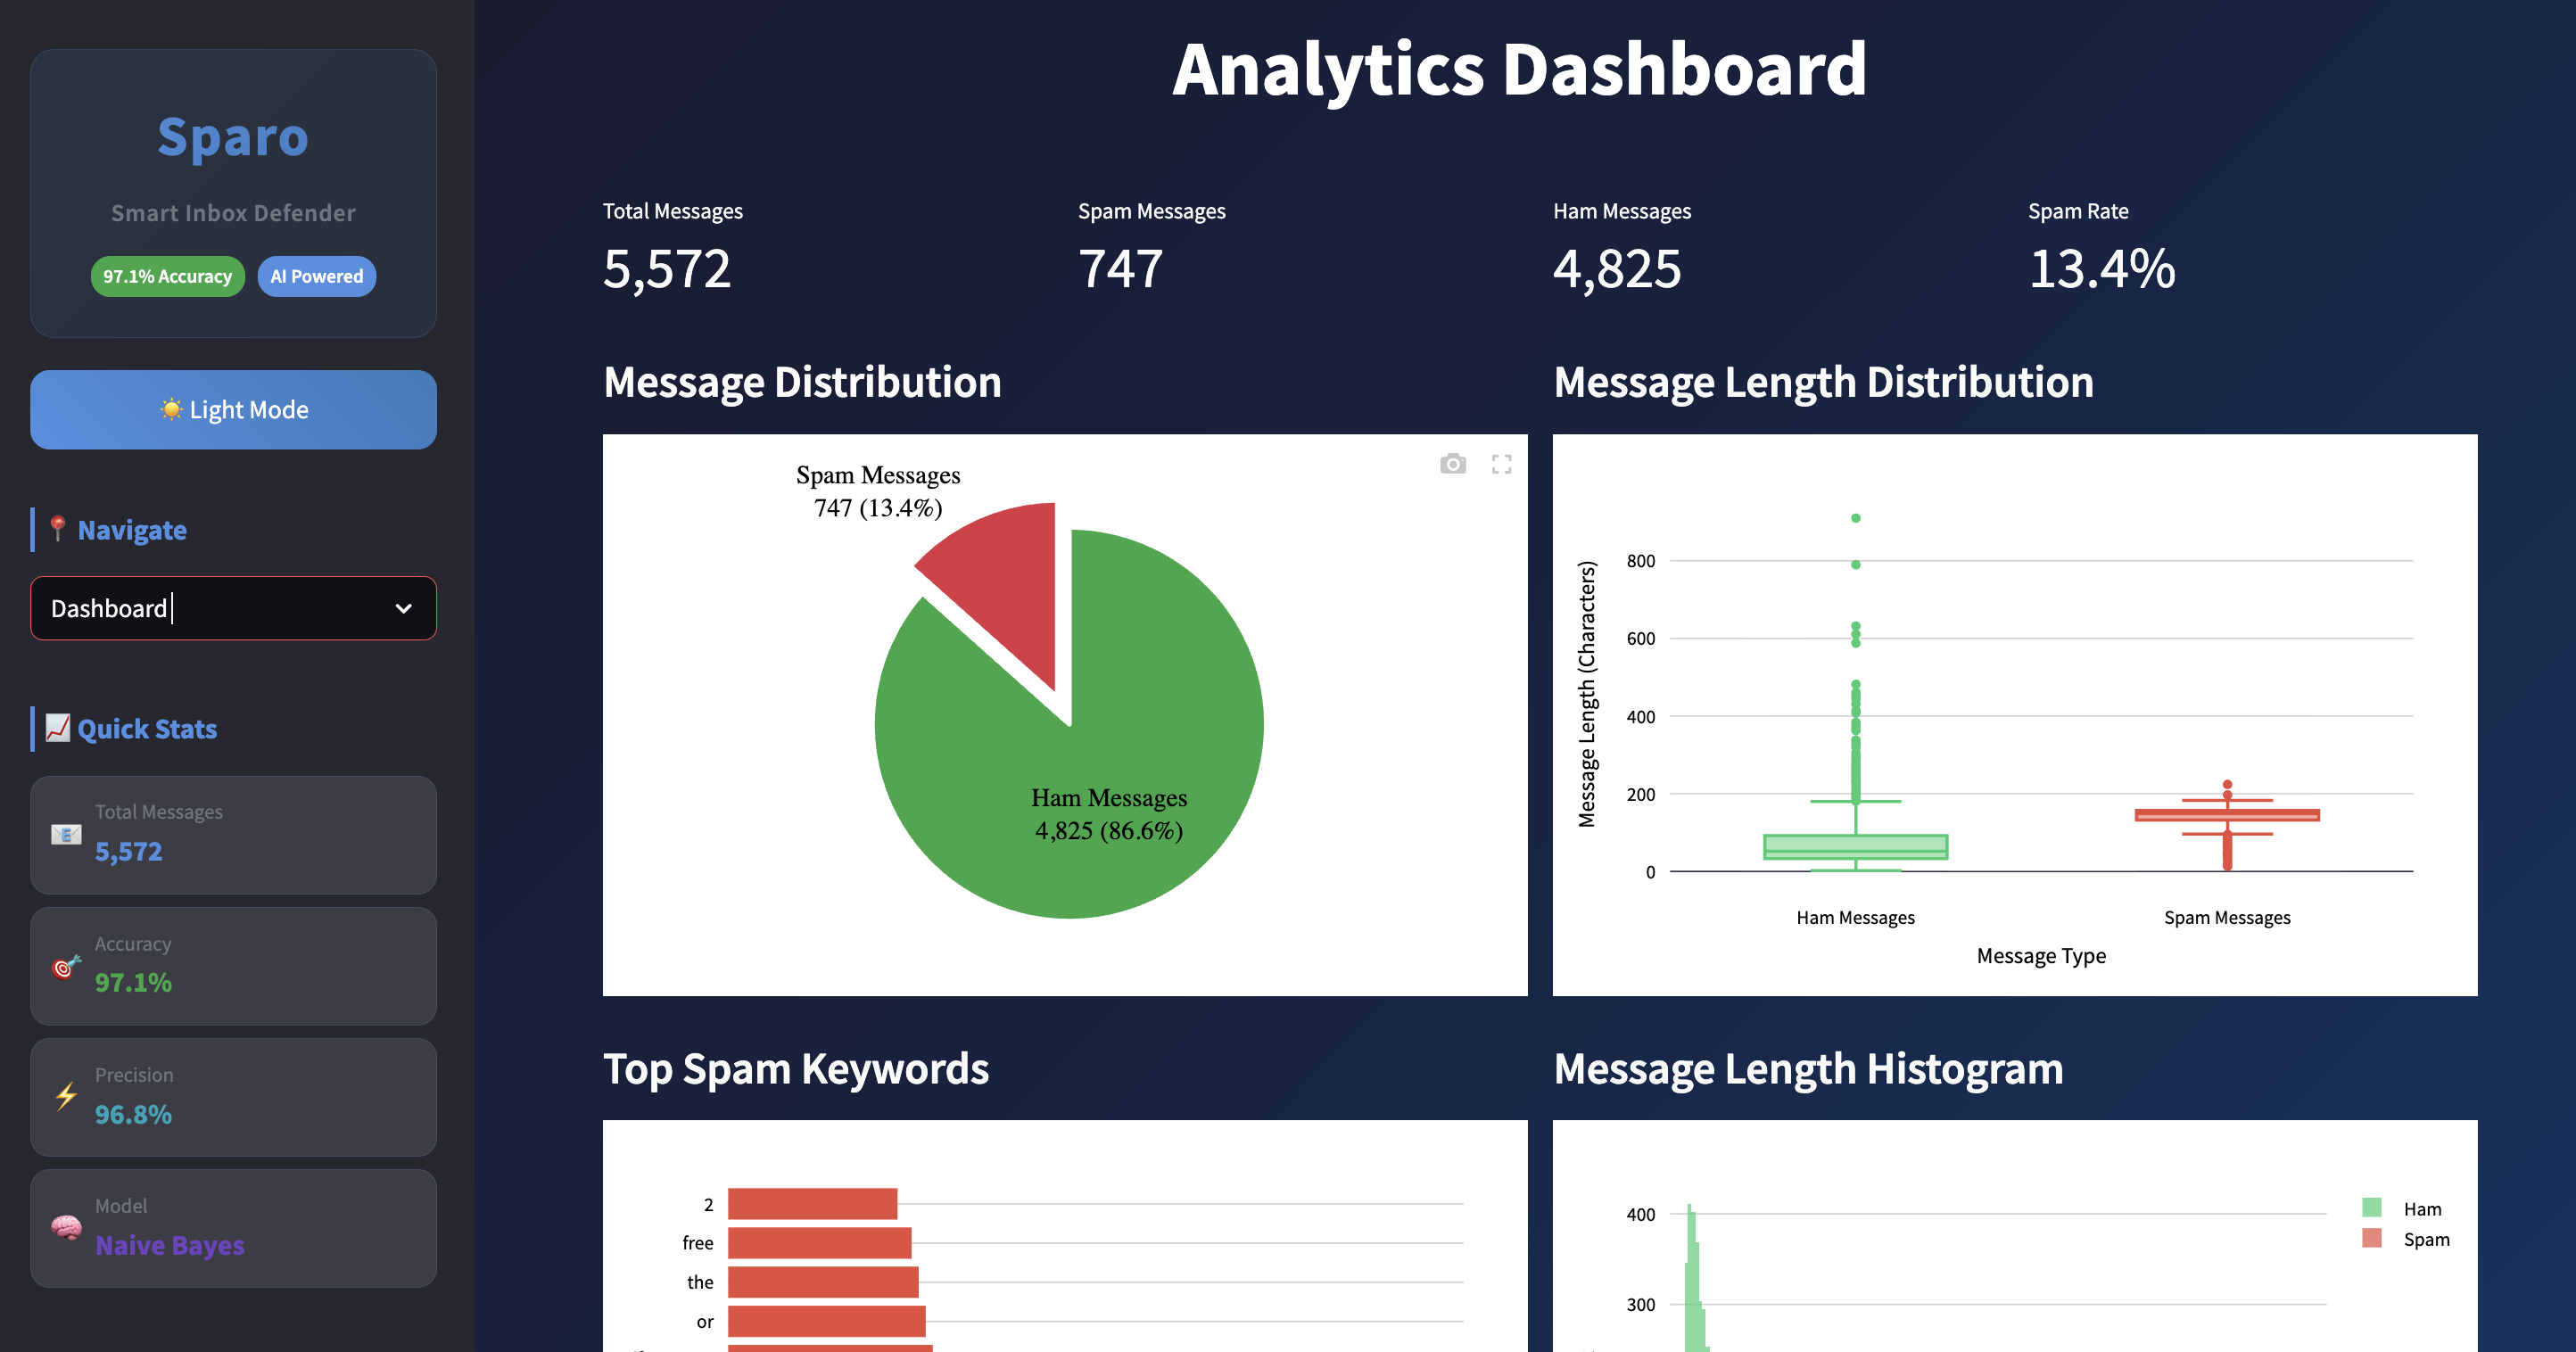 Sparo
Smart Inbox Defender
97.1% Accuracy
AI Powered
☀️ Light Mode
📍 Navigate
Dashboard
📈 Quick Stats
Total Messages
5,572
Accuracy
97.1%
Precision
96.8%
Model
Naive Bayes
Analytics Dashboard
Total Messages
5,572
Spam Messages
747
Ham Messages
4,825
Spam Rate
13.4%
Message Distribution
Spam Messages
747 (13.4%)
Ham Messages
4,825 (86.6%)
Message Length Distribution
Message Length (Characters)
800
600
400
200
0
Ham Messages
Spam Messages
Message Type
Top Spam Keywords
2
free
the
or
Message Length Histogram
400
300
Ham
Spam